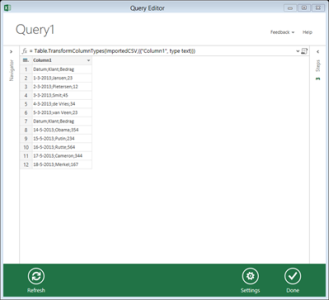 Query Editor
Query1
Feedback Help
fx = Table.TransformColumnTypes(ImportedCSV,{{"Column1", type text}})
Navigator
Steps
Column1
1 Datum;Klant;Bedrag
2 1-5-2013;Jansen;23
3 2-5-2013;Pietersen;12
4 3-5-2013;Smit;45
5 4-5-2013;de Vries;34
6 5-5-2013;van Veen;23
7 Datum;Klant;Bedrag
8 14-5-2013;Obama;354
9 15-5-2013;Putin;234
10 16-5-2013;Rutte;564
11 17-5-2013;Cameron;344
12 18-5-2013;Merkel;167
Refresh
Settings
Done